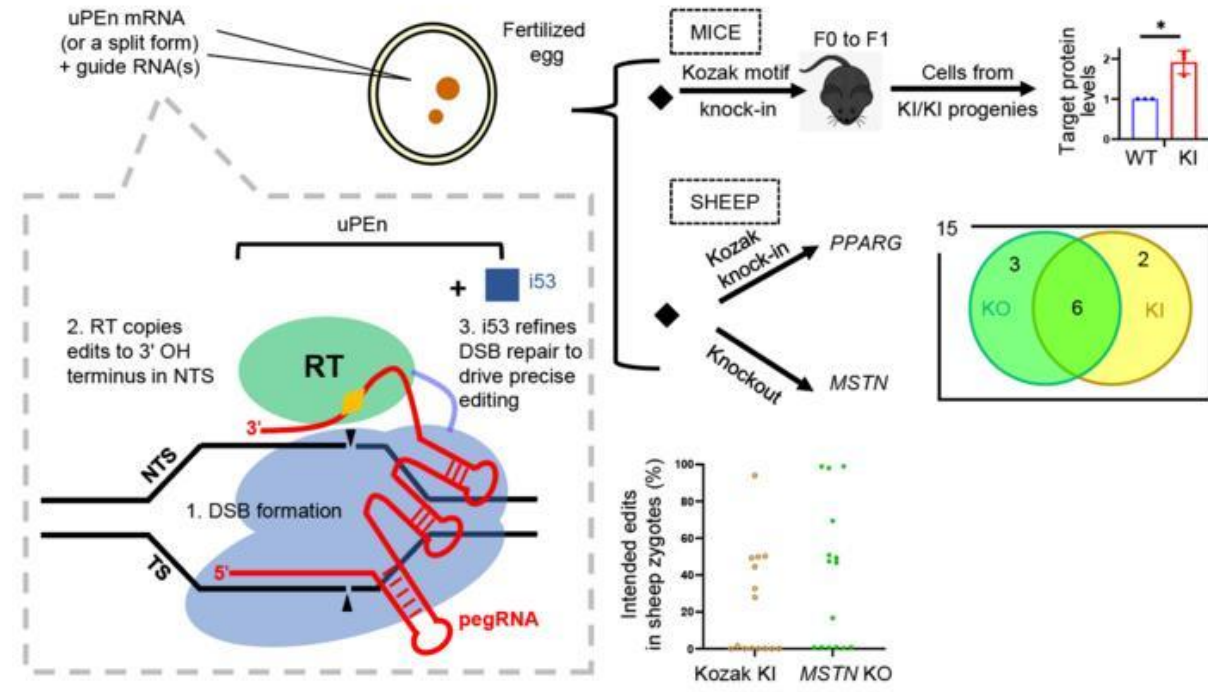 uPEn mRNA
(or a split form)
+ guide RNA(s)
Fertilized
egg
MICE
Kozak motif
knock-in
F0 to F1
Cells from
KI/KI progenies
Target protein
levels
2
1
0
*
WT KI
SHEEP
Kozak
knock-in
PPARG
Knockout
MSTN
15
3
2
KO
6
KI
uPEn
+ i53
2. RT copies
edits to 3' OH
terminus in NTS
RT
3. i53 refines
DSB repair to
drive precise
editing
3'
NTS
1. DSB formation
TS
5'
pegRNA
Intended edits
in sheep zygotes (%)
100
80
60
40
20
0
Kozak KI MSTN KO